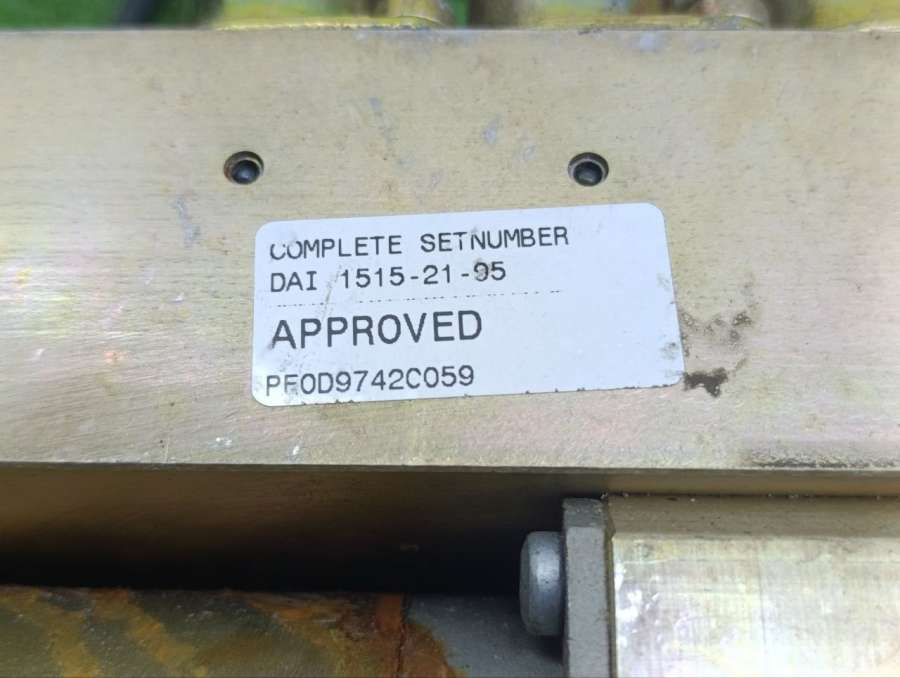 COMPLETE SETNUMBER
DAI 1515-21-95
APPROVED
PF0D9742C059